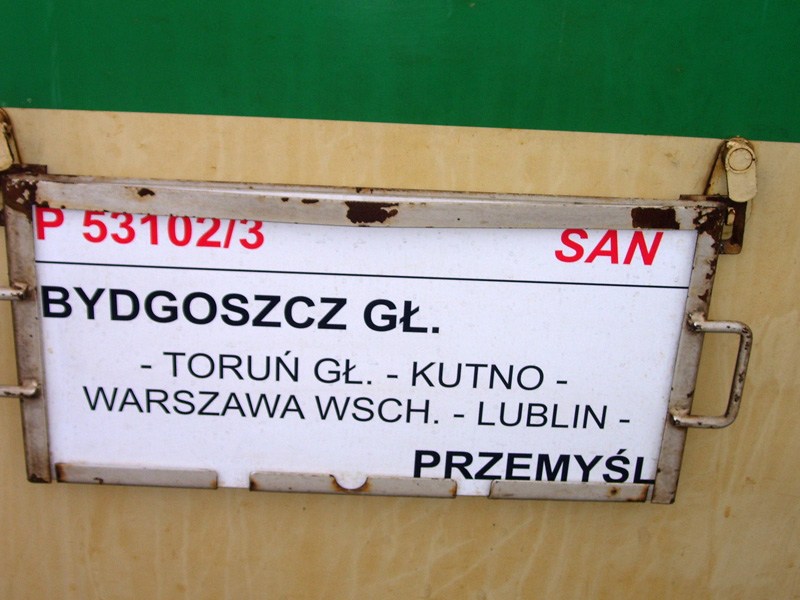 P 53102/3 SAN
BYDGOSZCZ GŁ.
- TORUŃ GŁ. - KUTNO -
WARSZAWA WSCH. - LUBLIN -
PRZEMYŚL